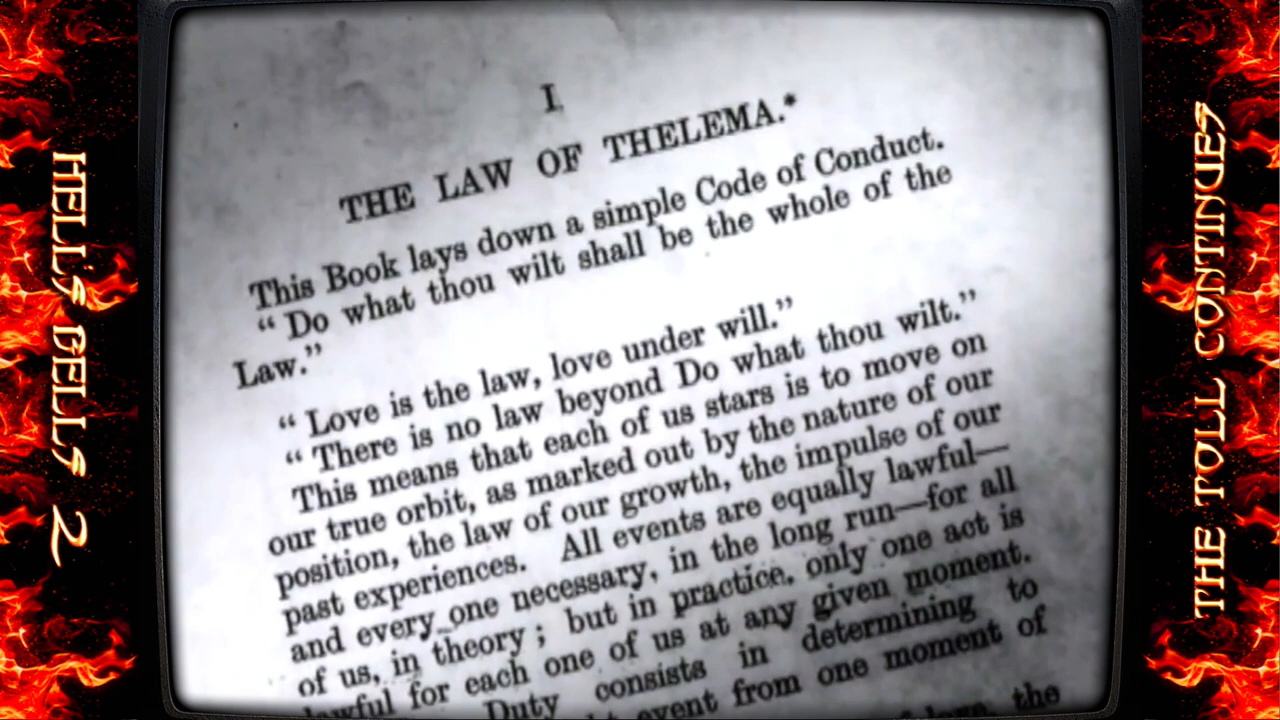 HELL'S BELLS 2
I.
THE LAW OF THELEMA.*
This Book lays down a simple Code of Conduct.
“ Do what thou wilt shall be the whole of the
Law.”
“ Love is the law, love under will.”
“ There is no law beyond Do what thou wilt.”
This means that each of us stars is to move on
our true orbit, as marked out by the nature of our
position, the law of our growth, the impulse of our
past experiences. All events are equally lawful—
and every one necessary, in the long run—for all
of us, in theory ; but in practice, only one act is
lawful for each one of us at any given moment.
Duty consists in determining to
event from one moment of
the
THE TOLL CONTINUES